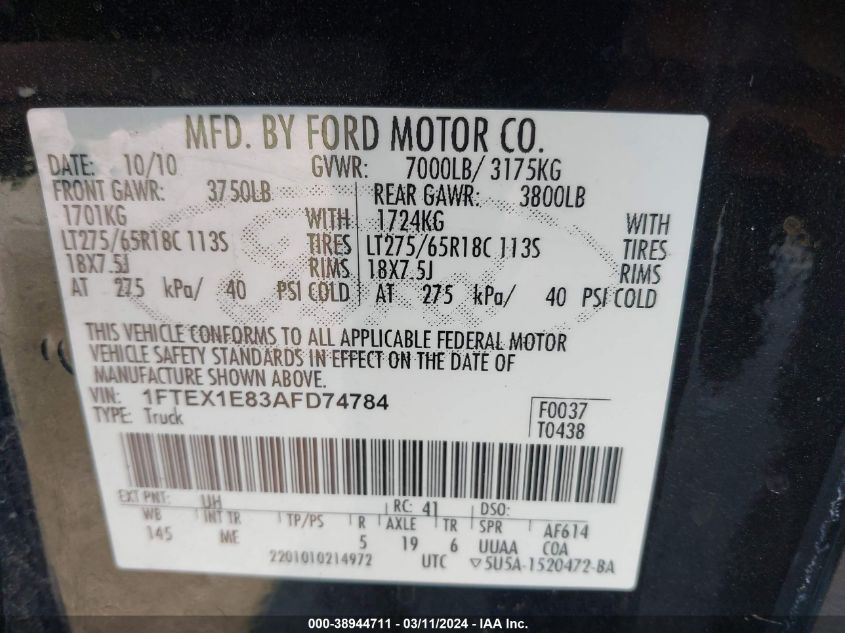 MFD. BY FORD MOTOR CO.
DATE: 10/10 GVWR: 7000LB/ 3175KG
FRONT GAWR: 3750LB REAR GAWR: 3800LB
1701KG WITH 1724KG WITH
LT275/65R18C 113S TIRES LT275/65R18C 113S TIRES
18X7.5J RIMS 18X7.5J RIMS
AT 275 kPa/ 40 PSI COLD AT 275 kPa/ 40 PSI COLD
THIS VEHICLE CONFORMS TO ALL APPLICABLE FEDERAL MOTOR
VEHICLE SAFETY STANDARDS IN EFFECT ON THE DATE OF
MANUFACTURE SHOWN ABOVE.
VIN: 1FTEX1E83AFD74784 F0037
TYPE: Truck T0438
EXT PNT: UH RC: 41 DSO:
WB INT TR TP/PS R AXLE TR SPR AF614
145 ME 5 19 6 UUAA COA
2201010214972 UTC ▽5U5A-1520472-BA
000-38944711 - 03/11/2024 - IAA Inc.